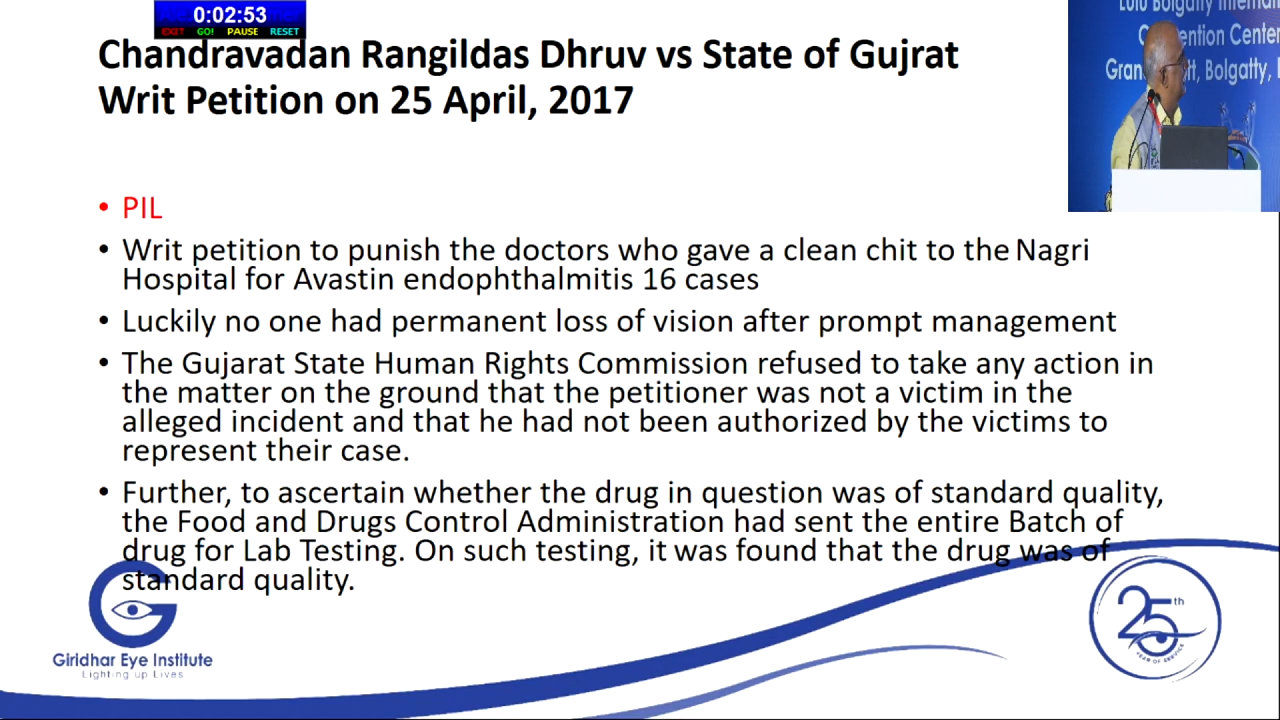 0:02:53
EXIT GO! PAUSE RESET
Chandravadan Rangildas Dhruv vs State of Gujrat
Writ Petition on 25 April, 2017
Lulu Bolgatty
Center
Bolgatty,
• PIL
• Writ petition to punish the doctors who gave a clean chit to the Nagri
Hospital for Avastin endophthalmitis 16 cases
• Luckily no one had permanent loss of vision after prompt management
• The Gujarat State Human Rights Commission refused to take any action in
the matter on the ground that the petitioner was not a victim in the
alleged incident and that he had not been authorized by the victims to
represent their case.
• Further, to ascertain whether the drug in question was of standard quality,
the Food and Drugs Control Administration had sent the entire Batch of
drug for Lab Testing. On such testing, it was found that the drug was of
standard quality.
Giridhar Eye Institute
Lighting up Lives
25th
YEAR OF SERVICE